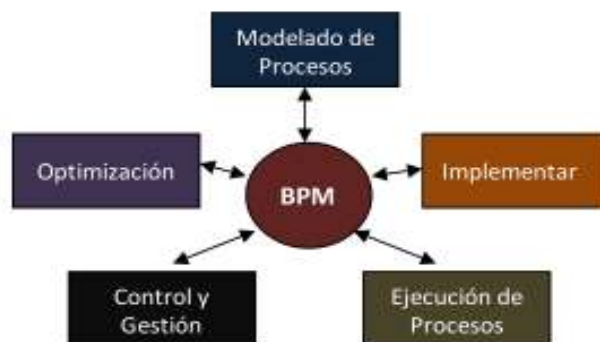 Modelado de
Procesos
Optimización
BPM
Implementar
Control y
Gestión
Ejecución de
Procesos